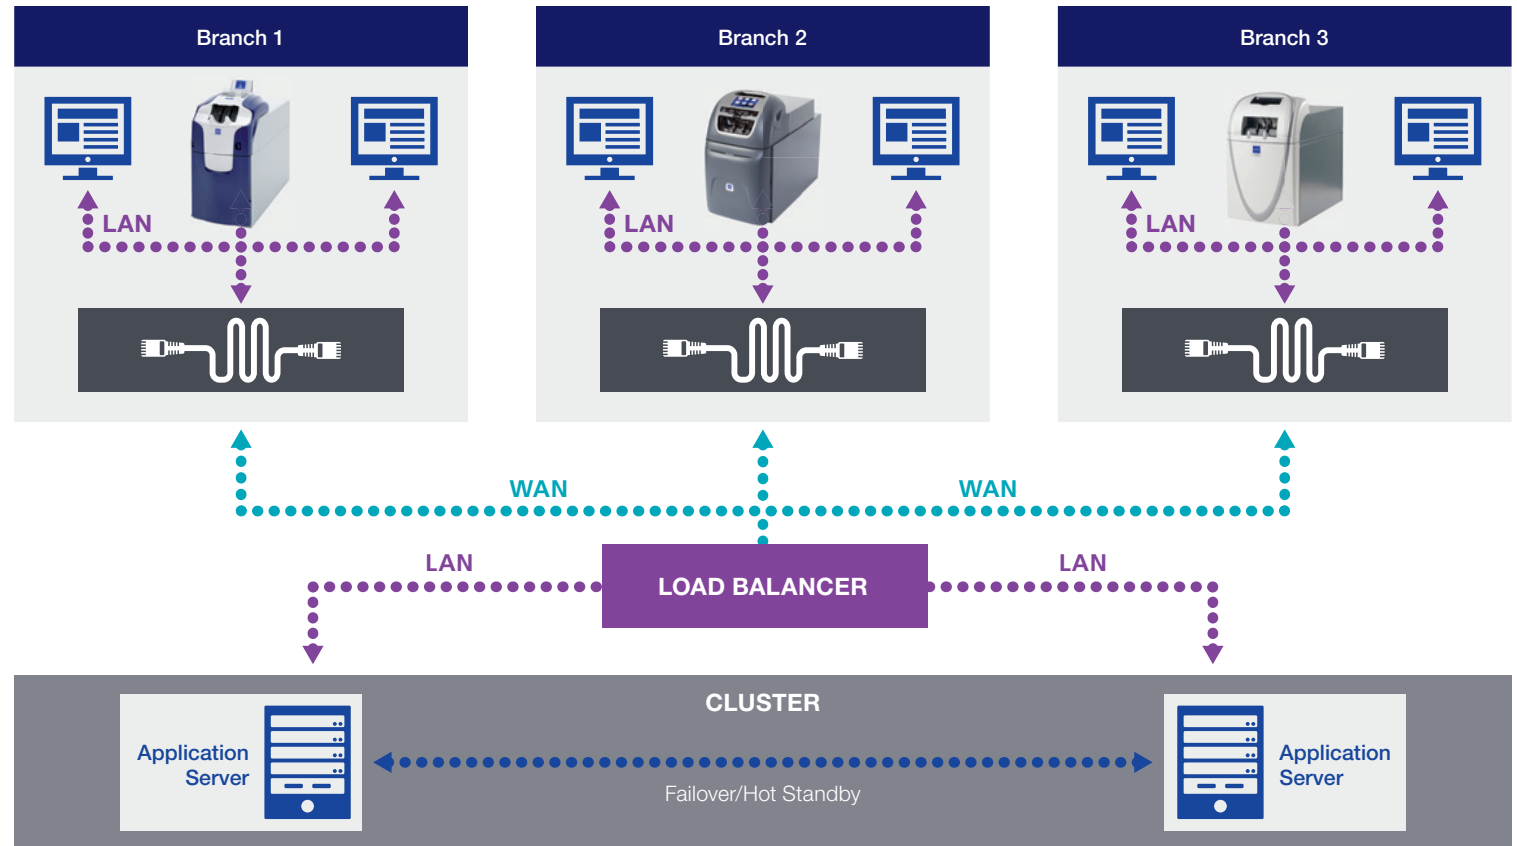 Branch 1
Branch 2
Branch 3
LAN
LAN
LAN
WAN
WAN
LAN
LOAD BALANCER
LAN
CLUSTER
Application
Server
Application
Server
Failover/Hot Standby